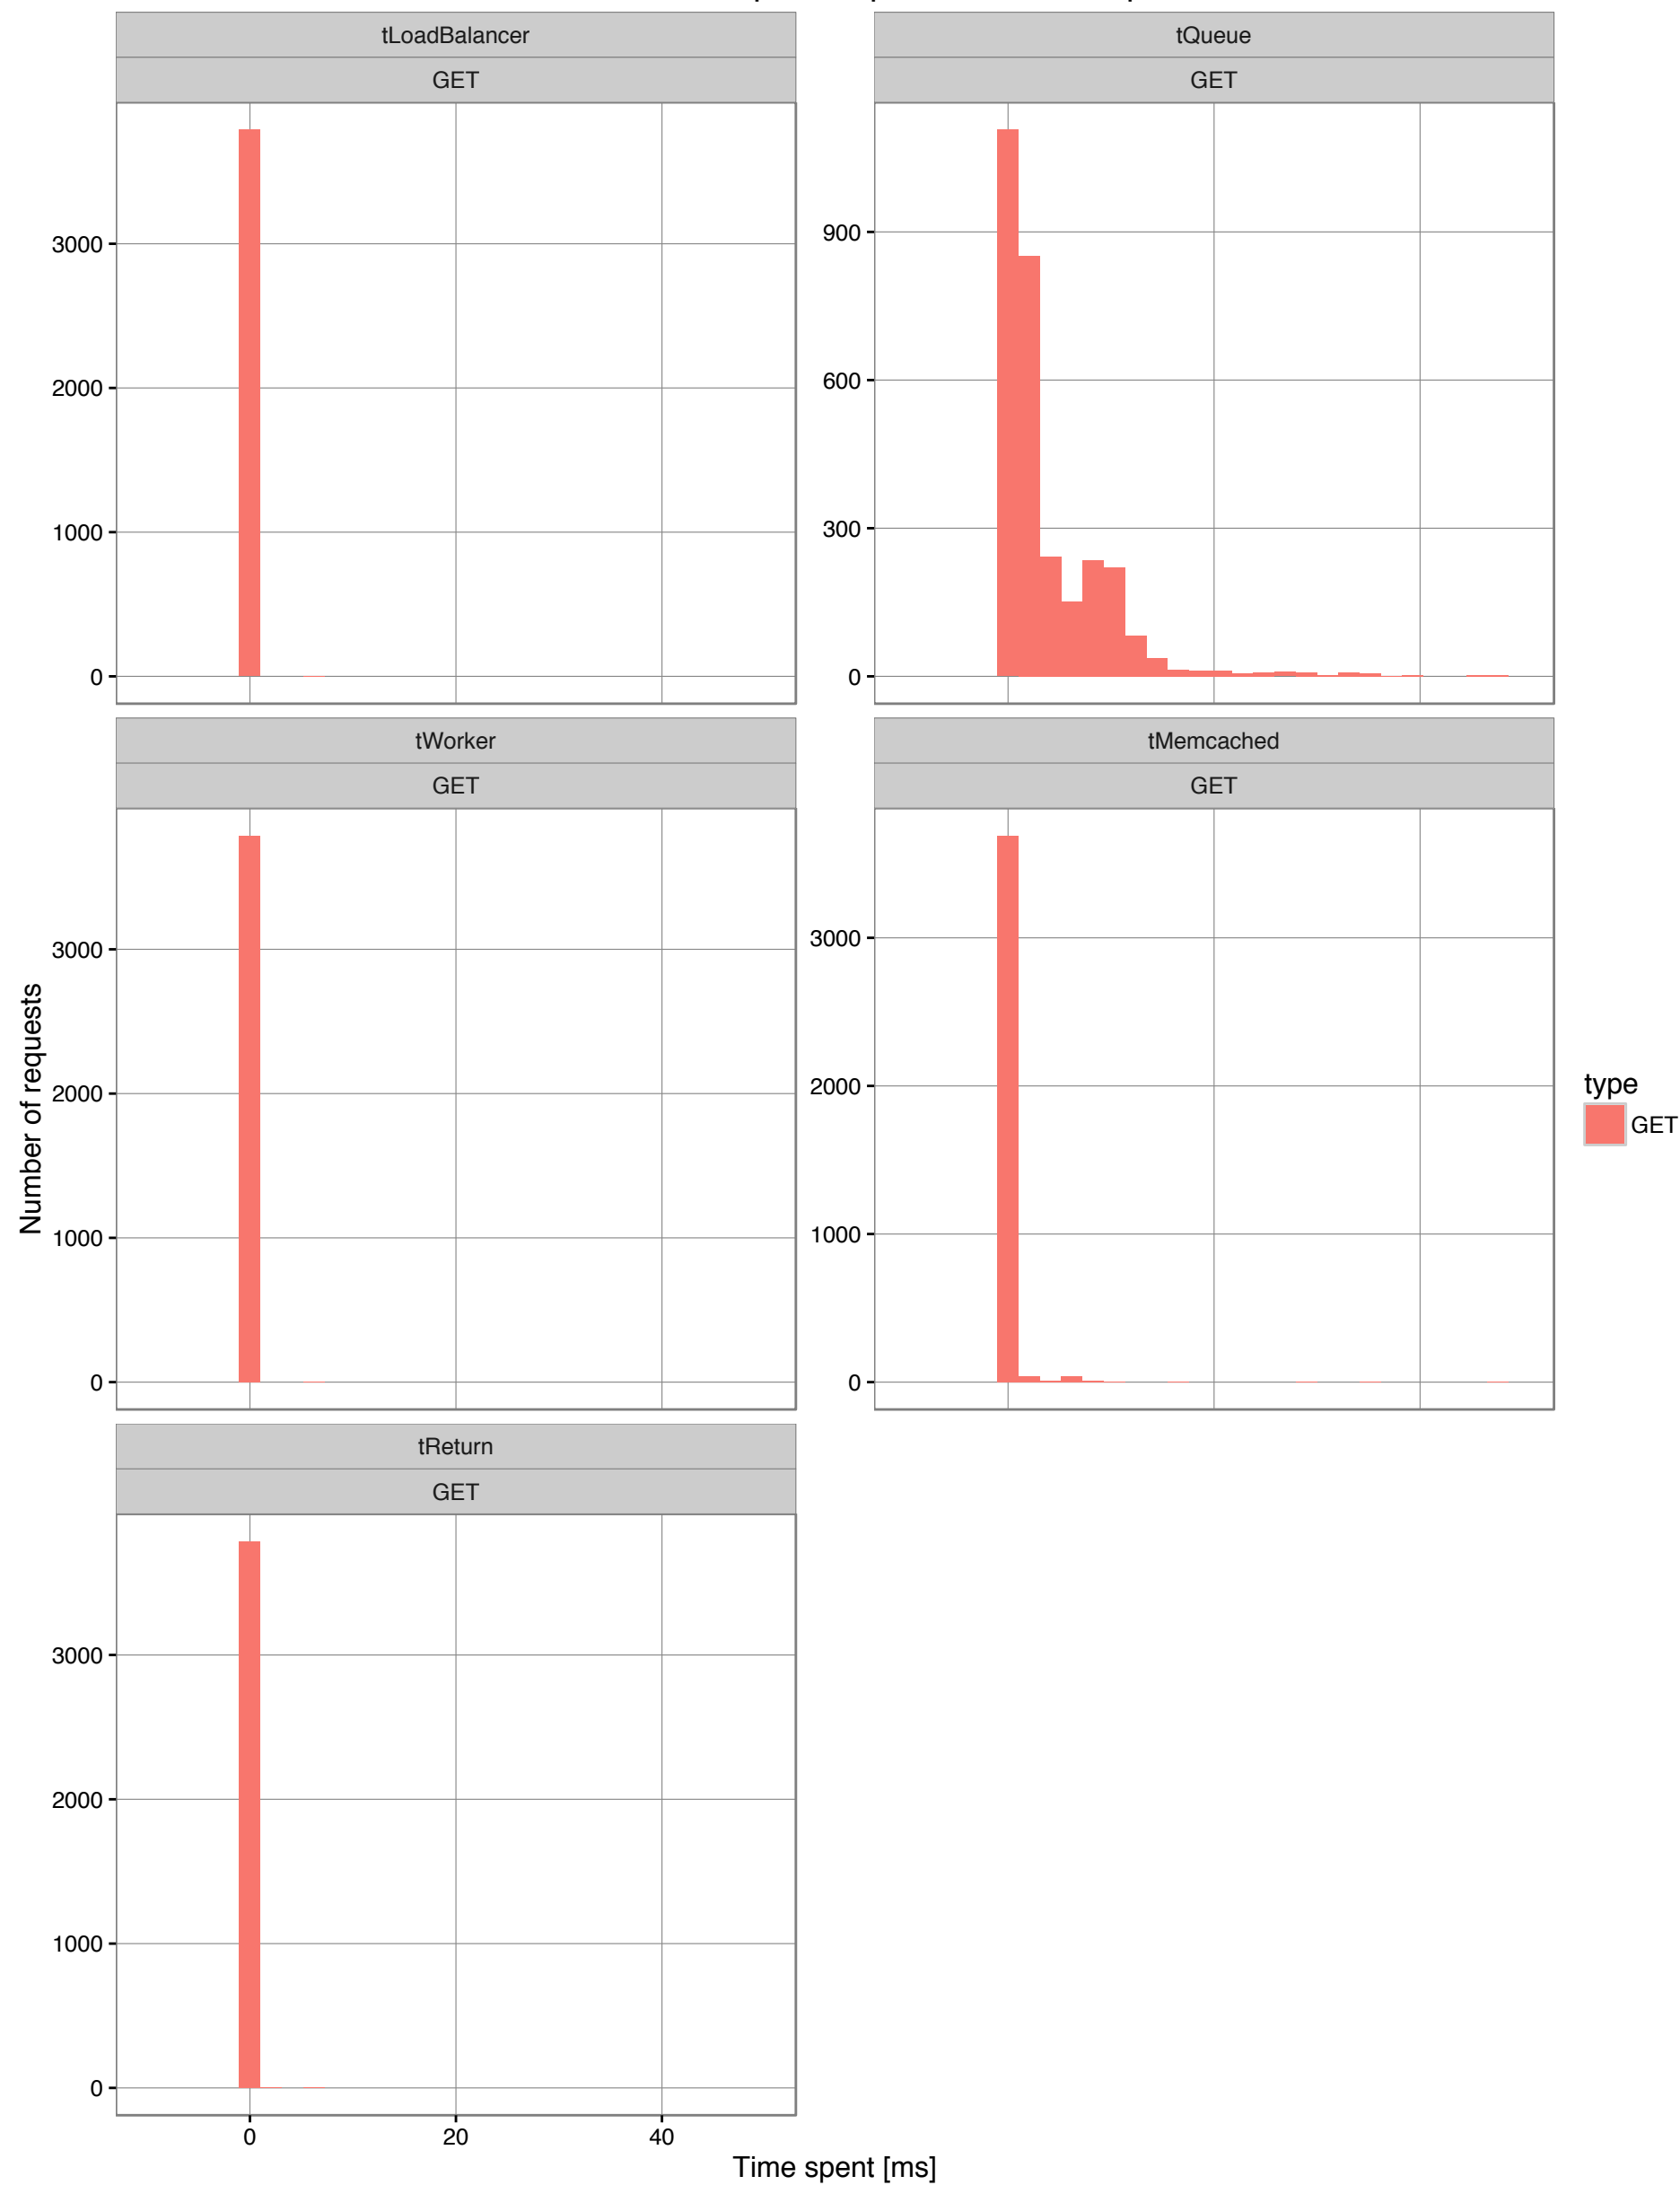 tLoadBalancer
GET
3000
2000
1000
0
tQueue
GET
900
600
300
0
tWorker
GET
3000
2000
1000
0
tMemcached
GET
3000
2000
1000
0
tReturn
GET
3000
2000
1000
0
0 20 40
Number of requests
Time spent [ms]
type
GET